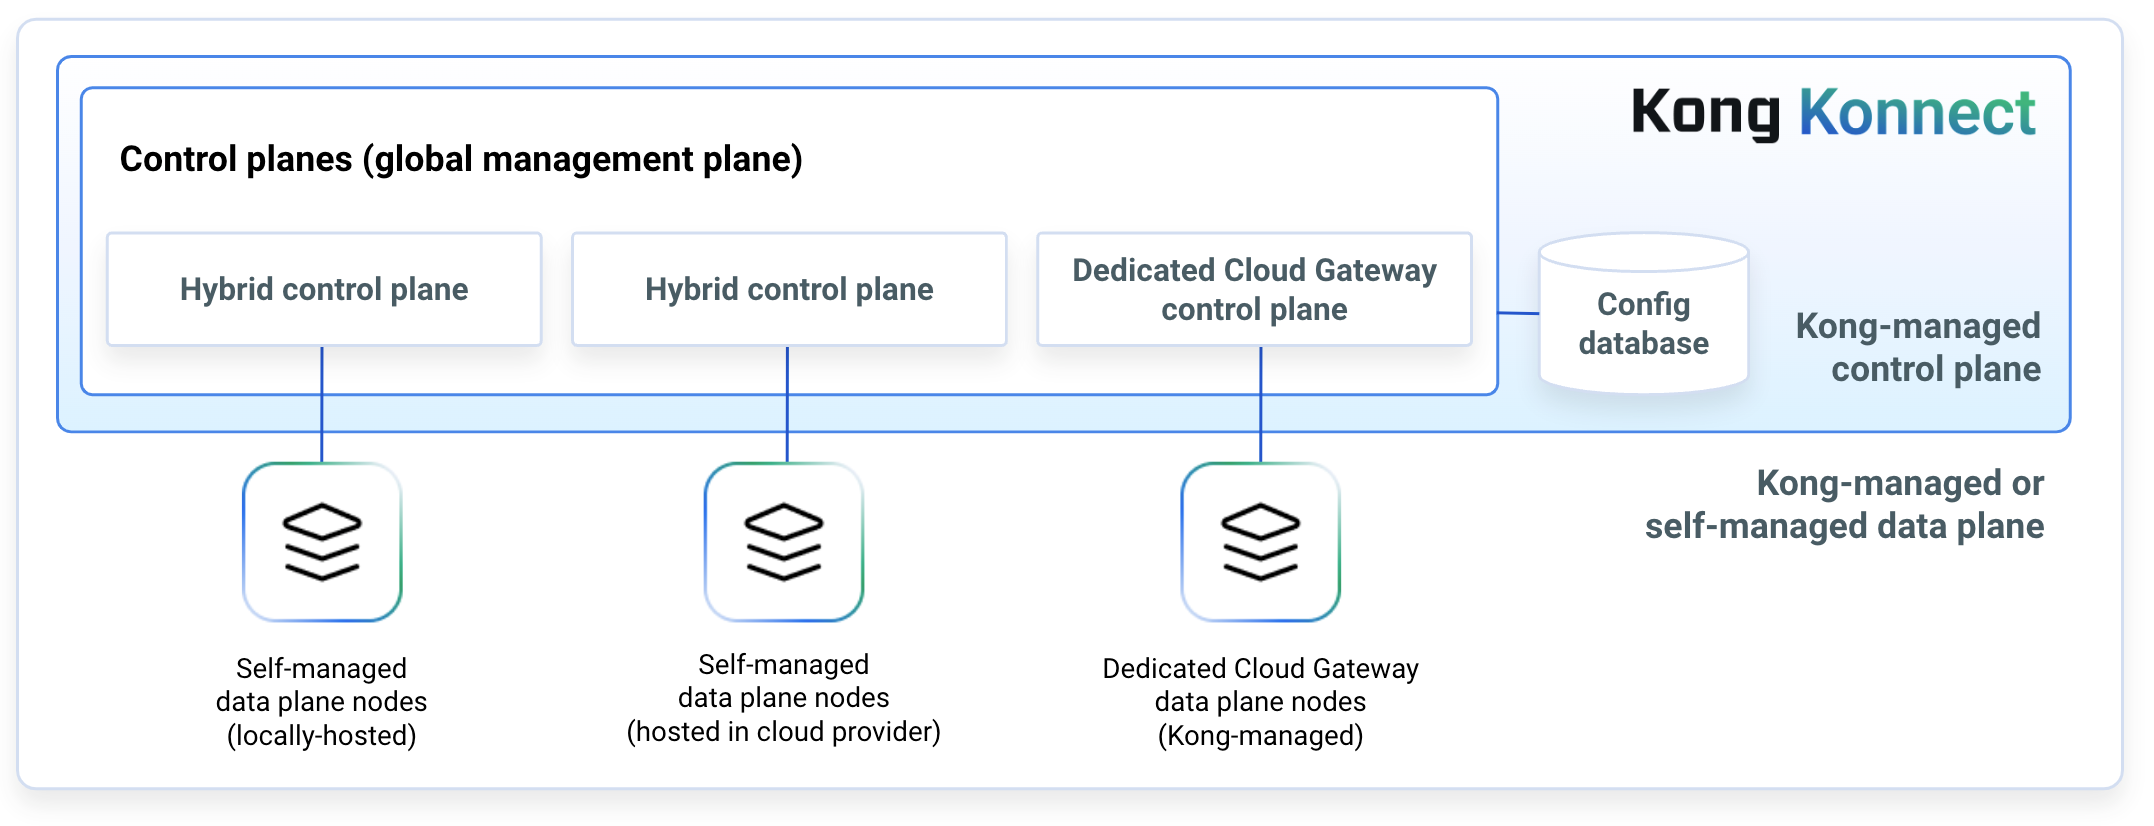 Kong Konnect
Control planes (global management plane)
Hybrid control plane
Hybrid control plane
Dedicated Cloud Gateway
control plane
Config
database
Kong-managed
control plane
Kong-managed or
self-managed data plane
Self-managed
data plane nodes
(locally-hosted)
Self-managed
data plane nodes
(hosted in cloud provider)
Dedicated Cloud Gateway
data plane nodes
(Kong-managed)